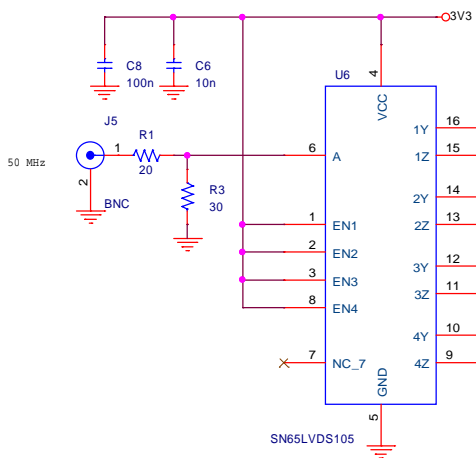 3V3
C8
100n
C6
10n
U6
4
VCC
J5
R1
20
1
2
50 MHz
BNC
R3
30
6
A
1
EN1
2
EN2
3
EN3
8
EN4
7
NC_7
GND
5
1Y
16
1Z
15
2Y
14
2Z
13
3Y
12
3Z
11
4Y
10
4Z
9
SN65LVDS105